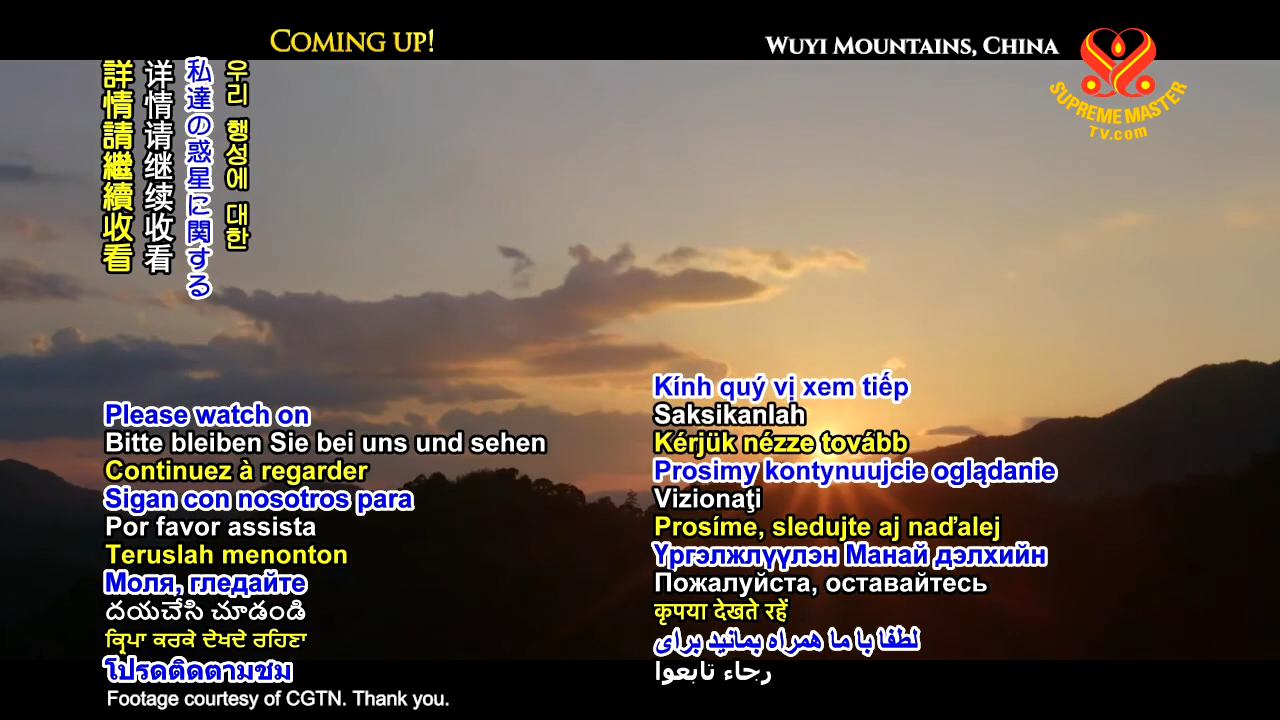 COMING UP!
WUYI MOUNTAINS, CHINA
SUPREME MASTER
TV.com
詳情請繼續收看
详情请继续收看
私達の惑星に関する
우리 행성에 대한
Please watch on
Bitte bleiben Sie bei uns und sehen
Continuez à regarder
Sigan con nosotros para
Por favor assista
Teruslah menonton
Моля, гледайте
దయచేసి చూడండి
ਕ੍ਰਿਪਾ ਕਰਕੇ ਦੇਖਦੇ ਰਹਿਣਾ
โปรดติดตามชม
Kính quý vị xem tiếp
Saksikanlah
Kérjük nézze tovább
Prosimy kontynuujcie oglądanie
Vizionaţi
Prosíme, sledujte aj naďalej
Үргэлжлүүлэн Манай дэлхийн
Пожалуйста, оставайтесь
कृपया देखते रहें
لطفا با ما همراه بمانید برای
رجاء تابعوا
Footage courtesy of CGTN. Thank you.